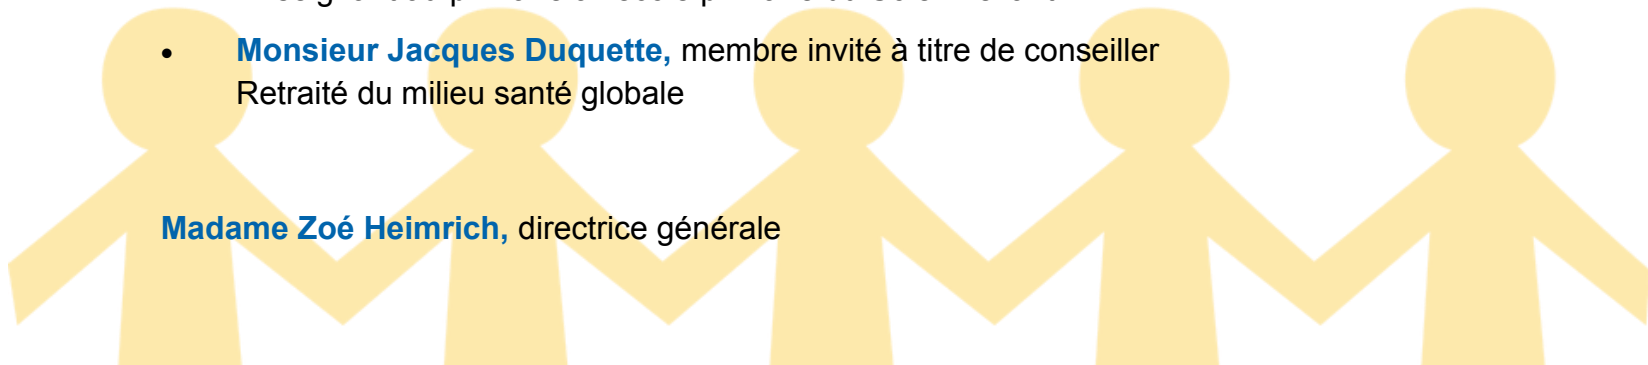 • Monsieur Jacques Duquette, membre invité à titre de conseiller
Retraité du milieu santé globale
Madame Zoé Heimrich, directrice générale